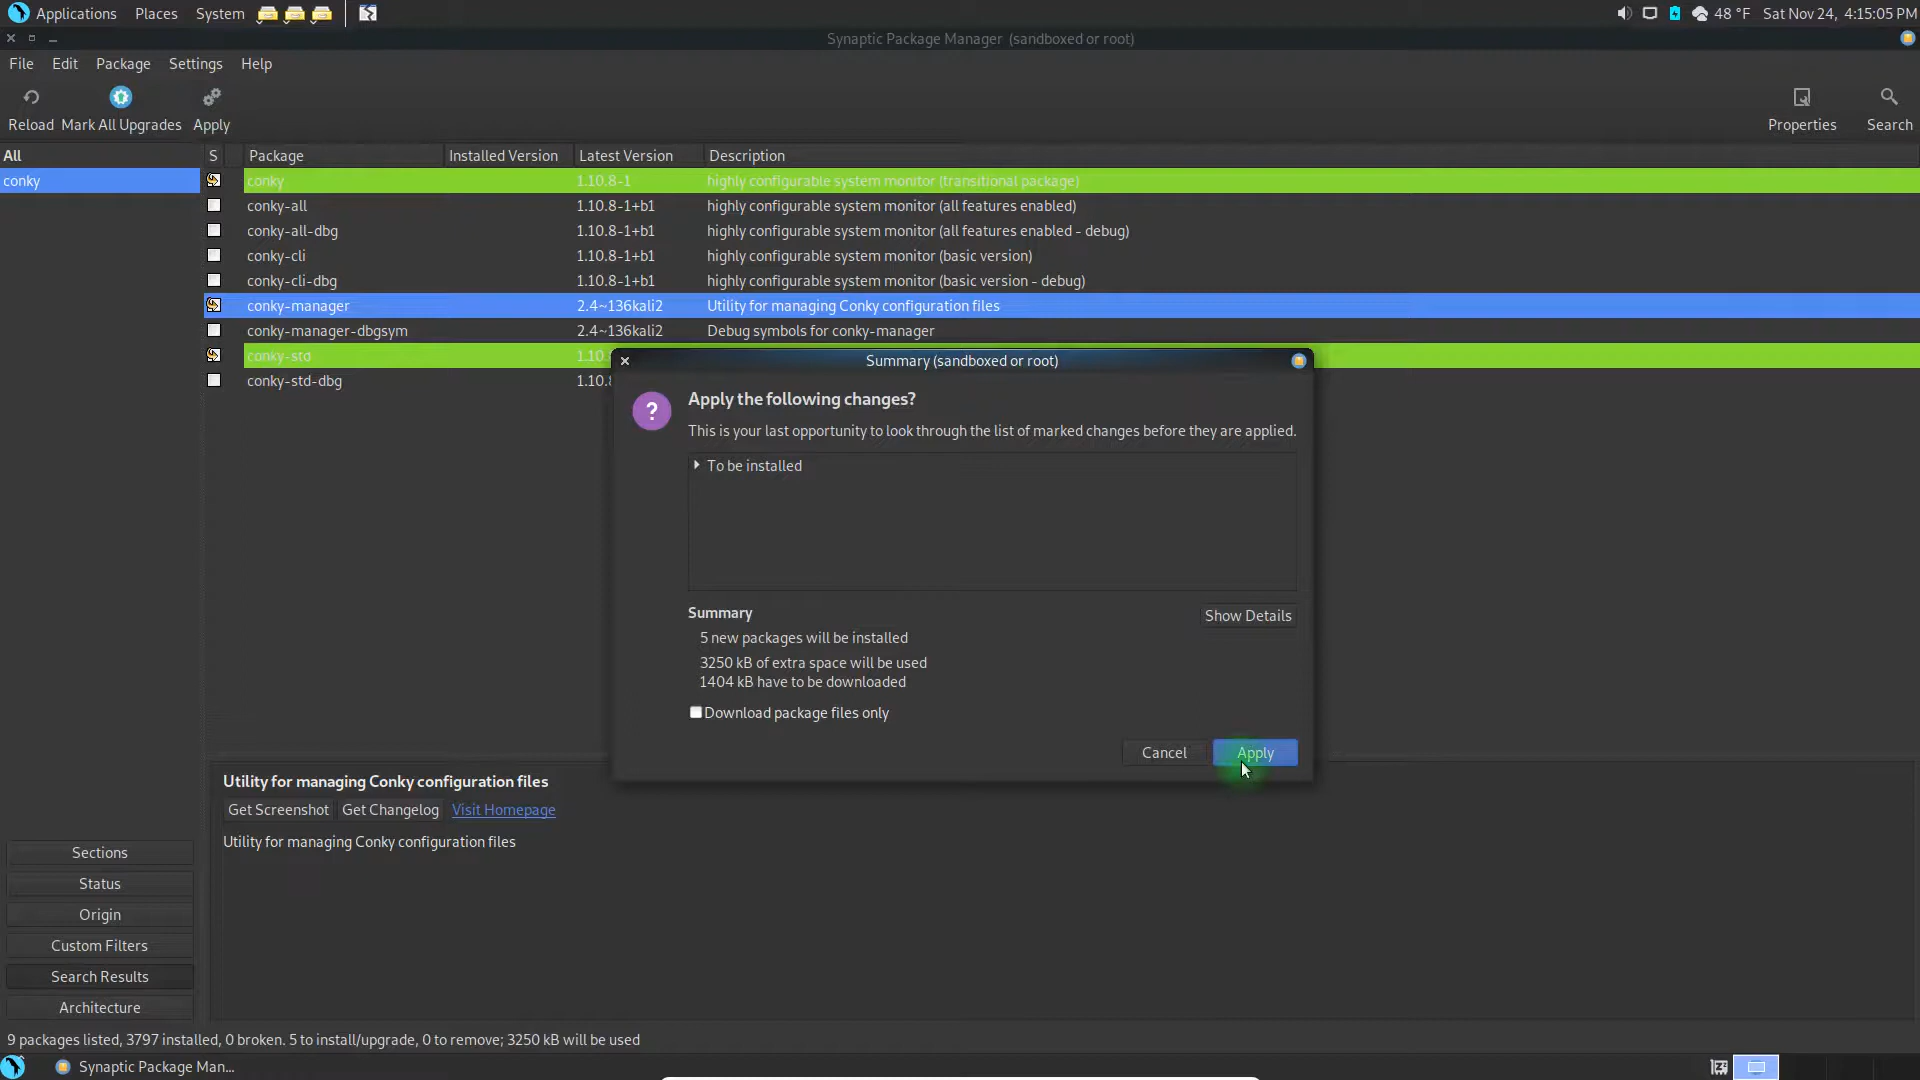 Applications Places System 48 °F Sat Nov 24, 4:15:05 PM
Synaptic Package Manager (sandboxed or root)
File Edit Package Settings Help
Reload Mark All Upgrades Apply Properties Search
All S Package Installed Version Latest Version Description
conky conky 1.10.8-1 highly configurable system monitor (transitional package)
conky-all 1.10.8-1+b1 highly configurable system monitor (all features enabled)
conky-all-dbg 1.10.8-1+b1 highly configurable system monitor (all features enabled - debug)
conky-cli 1.10.8-1+b1 highly configurable system monitor (basic version)
conky-cli-dbg 1.10.8-1+b1 highly configurable system monitor (basic version - debug)
conky-manager 2.4~136kali2 Utility for managing Conky configuration files
conky-manager-dbgsym 2.4~136kali2 Debug symbols for conky-manager
conky-std 1.10
conky-std-dbg 1.10.
Summary (sandboxed or root)
? Apply the following changes?
This is your last opportunity to look through the list of marked changes before they are applied.
To be installed
Summary Show Details
5 new packages will be installed
3250 kB of extra space will be used
1404 kB have to be downloaded
Download package files only
Cancel Apply
Utility for managing Conky configuration files
Get Screenshot Get Changelog Visit Homepage
Utility for managing Conky configuration files
Sections
Status
Origin
Custom Filters
Search Results
Architecture
9 packages listed, 3797 installed, 0 broken. 5 to install/upgrade, 0 to remove; 3250 kB will be used
Synaptic Package Man...